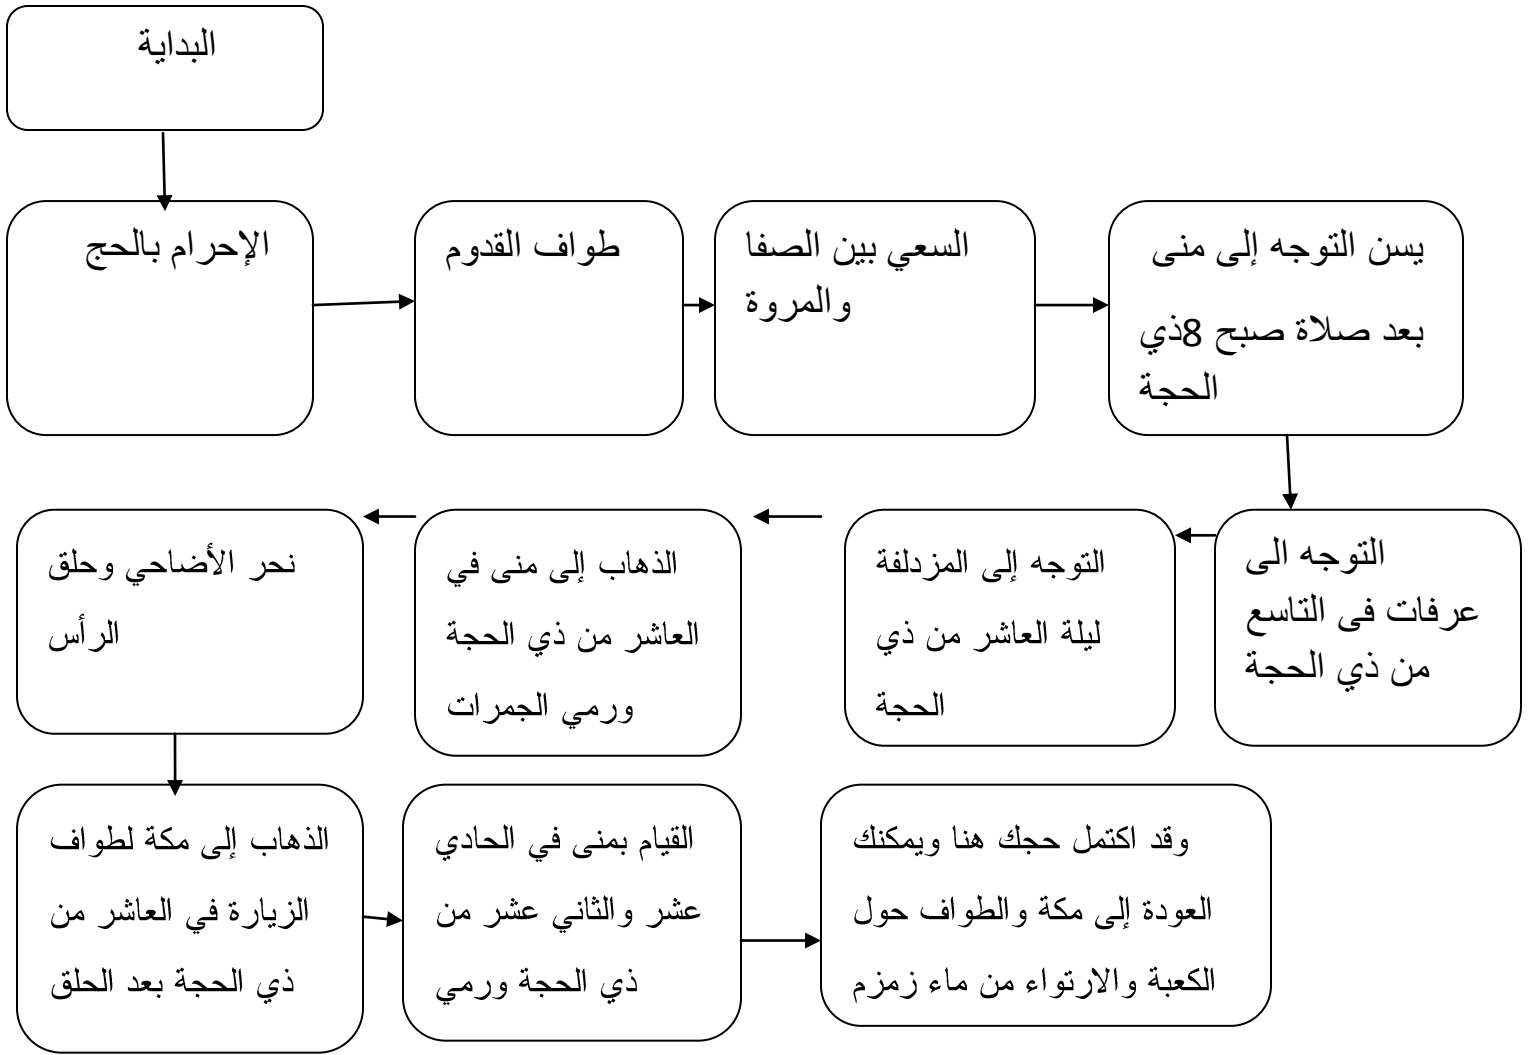 البداية
الإحرام بالحج
طواف القدوم
السعي بين الصفا
والمروة
يسن التوجه إلى منى
بعد صلاة صبح 8ذي
الحجة
التوجه الى
عرفات فى التاسع
من ذي الحجة
التوجه إلى المزدلفة
ليلة العاشر من ذي
الحجة
الذهاب إلى منى في
العاشر من ذي الحجة
ورمي الجمرات
نحر الأضاحي وحلق
الرأس
الذهاب إلى مكة لطواف
الزيارة في العاشر من
ذي الحجة بعد الحلق
القيام بمنى في الحادي
عشر والثاني عشر من
ذي الحجة ورمي
وقد اكتمل حجك هنا ويمكنك
العودة إلى مكة والطواف حول
الكعبة والارتواء من ماء زمزم